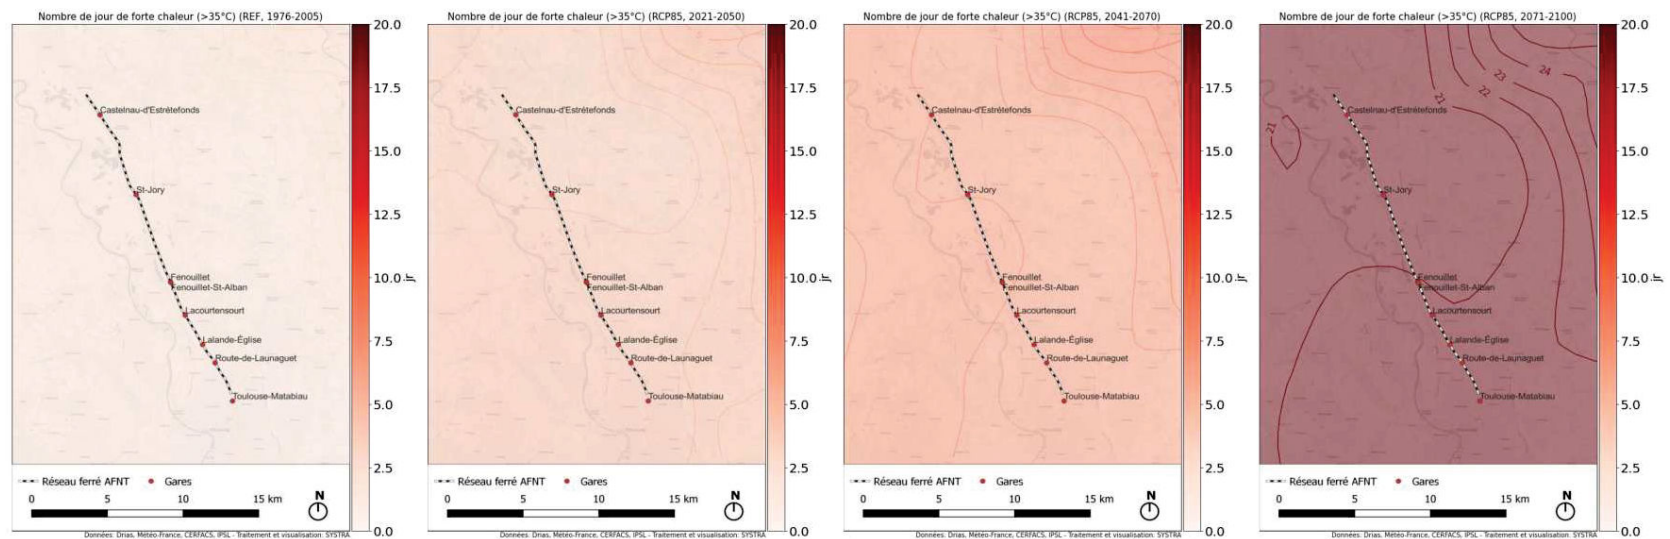 Nombre de jour de forte chaleur (>35°C) (REF, 1976-2005)
Castelnau-d'Estrétefonds
St-Jory
Fenouillet
Fenouillet-St-Alban
Lacourtensourt
Lalande-Église
Route-de-Launaguet
Toulouse-Matabiau
Réseau ferré AFNT
Gares
0 5 10 15 km
N
20.0
17.5
15.0
12.5
10.0
jr
7.5
5.0
2.5
0.0
Données: Drias, Météo-France, CERFACS, IPSL - Traitement et visualisation: SYSTRA
Nombre de jour de forte chaleur (>35°C) (RCP85, 2021-2050)
Castelnau-d'Estrétefonds
St-Jory
Fenouillet
Fenouillet-St-Alban
Lacourtensourt
Lalande-Église
Route-de-Launaguet
Toulouse-Matabiau
Réseau ferré AFNT
Gares
0 5 10 15 km
N
20.0
17.5
15.0
12.5
10.0
jr
7.5
5.0
2.5
0.0
Données: Drias, Météo-France, CERFACS, IPSL - Traitement et visualisation: SYSTRA
Nombre de jour de forte chaleur (>35°C) (RCP85, 2041-2070)
Castelnau-d'Estrétefonds
St-Jory
Fenouillet
Fenouillet-St-Alban
Lacourtensourt
Lalande-Église
Route-de-Launaguet
Toulouse-Matabiau
Réseau ferré AFNT
Gares
0 5 10 15 km
N
20.0
17.5
15.0
12.5
10.0
jr
7.5
5.0
2.5
0.0
Données: Drias, Météo-France, CERFACS, IPSL - Traitement et visualisation: SYSTRA
Nombre de jour de forte chaleur (>35°C) (RCP85, 2071-2100)
24
23
22
21
21
Castelnau-d'Estrétefonds
St-Jory
Fenouillet
Fenouillet-St-Alban
Lacourtensourt
Lalande-Église
Route-de-Launaguet
Toulouse-Matabiau
Réseau ferré AFNT
Gares
0 5 10 15 km
N
20.0
17.5
15.0
12.5
10.0
jr
7.5
5.0
2.5
0.0
Données: Drias, Météo-France, CERFACS, IPSL - Traitement et visualisation: SYSTRA